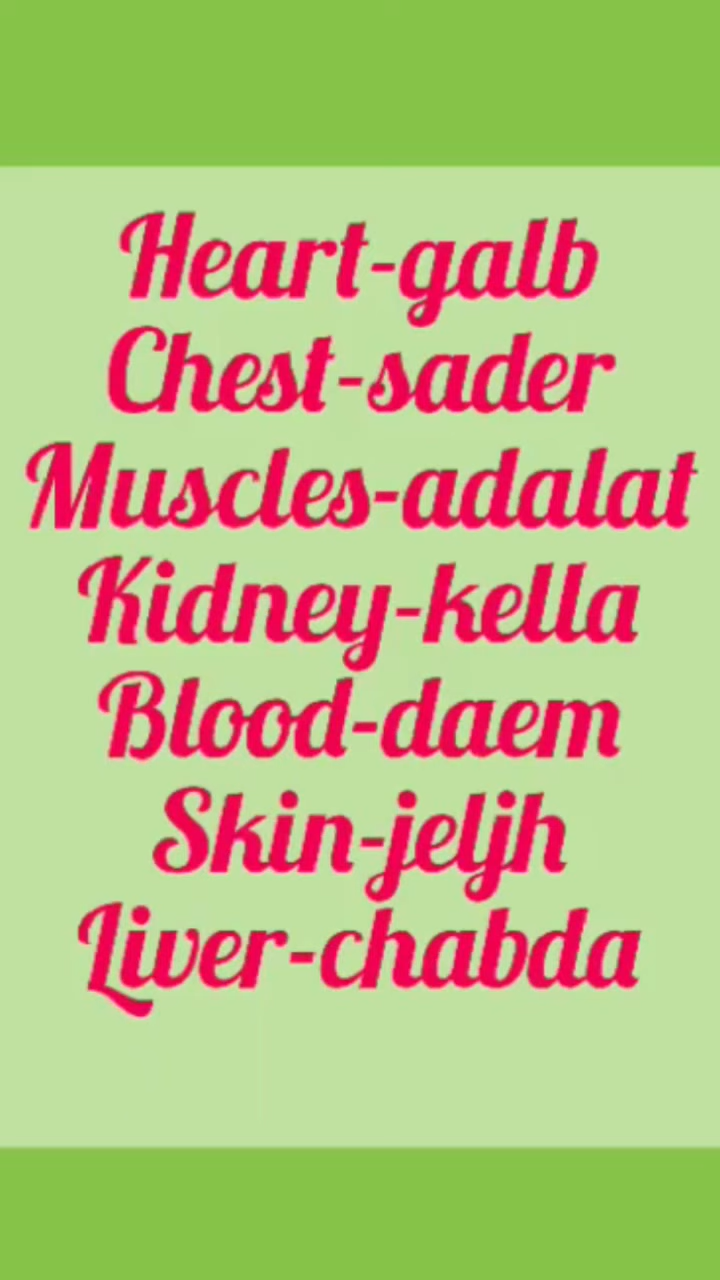 Heart-galb
Chest-sader
Muscles-adalat
Kidney-kella
Blood-daem
Skin-jeljh
Liver-chabda